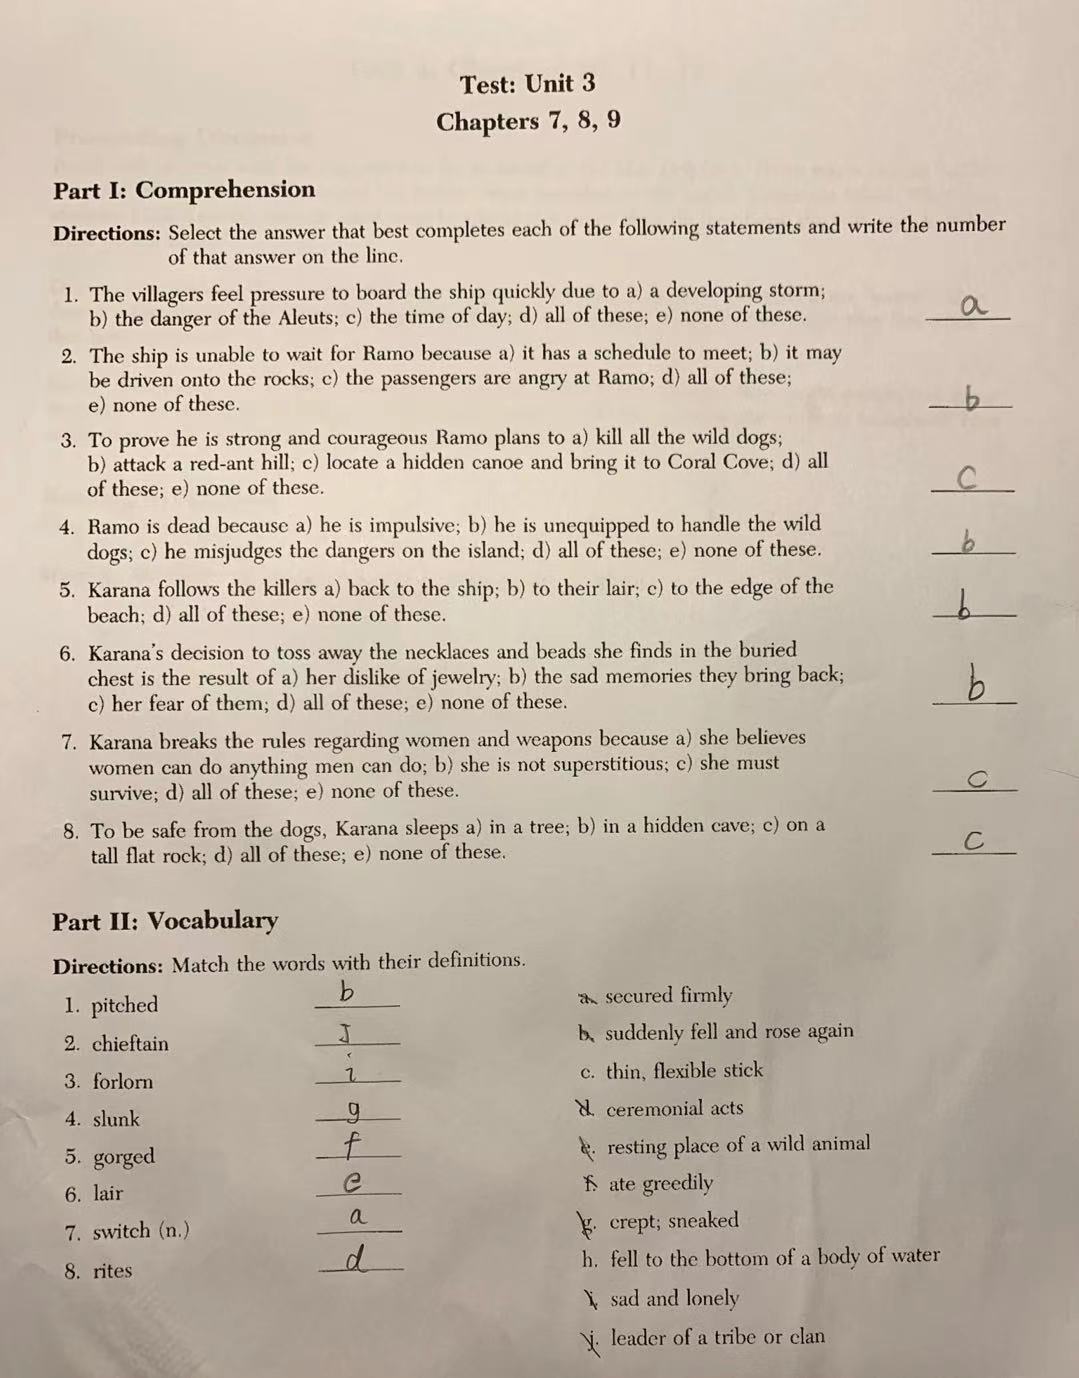 Test: Unit 3
Chapters 7, 8, 9
Part I: Comprehension
Directions: Select the answer that best completes each of the following statements and write the number
of that answer on the line.
1. The villagers feel pressure to board the ship quickly due to a) a developing storm;
b) the danger of the Aleuts; c) the time of day; d) all of these; e) none of these. a
2. The ship is unable to wait for Ramo because a) it has a schedule to meet; b) it may
be driven onto the rocks; c) the passengers are angry at Ramo; d) all of these;
e) none of these. b
3. To prove he is strong and courageous Ramo plans to a) kill all the wild dogs;
b) attack a red-ant hill; c) locate a hidden canoe and bring it to Coral Cove; d) all
of these; e) none of these. c
4. Ramo is dead because a) he is impulsive; b) he is unequipped to handle the wild
dogs; c) he misjudges the dangers on the island; d) all of these; e) none of these. b
5. Karana follows the killers a) back to the ship; b) to their lair; c) to the edge of the
beach; d) all of these; e) none of these. b
6. Karana's decision to toss away the necklaces and beads she finds in the buried
chest is the result of a) her dislike of jewelry; b) the sad memories they bring back;
c) her fear of them; d) all of these; e) none of these. b
7. Karana breaks the rules regarding women and weapons because a) she believes
women can do anything men can do; b) she is not superstitious; c) she must
survive; d) all of these; e) none of these. c
8. To be safe from the dogs, Karana sleeps a) in a tree; b) in a hidden cave; c) on a
tall flat rock; d) all of these; e) none of these. c
Part II: Vocabulary
Directions: Match the words with their definitions.
1. pitched b a. secured firmly
2. chieftain J b. suddenly fell and rose again
3. forlorn i c. thin, flexible stick
4. slunk g d. ceremonial acts
5. gorged f e. resting place of a wild animal
6. lair e f. ate greedily
7. switch (n.) a g. crept; sneaked
8. rites d h. fell to the bottom of a body of water
i. sad and lonely
j. leader of a tribe or clan